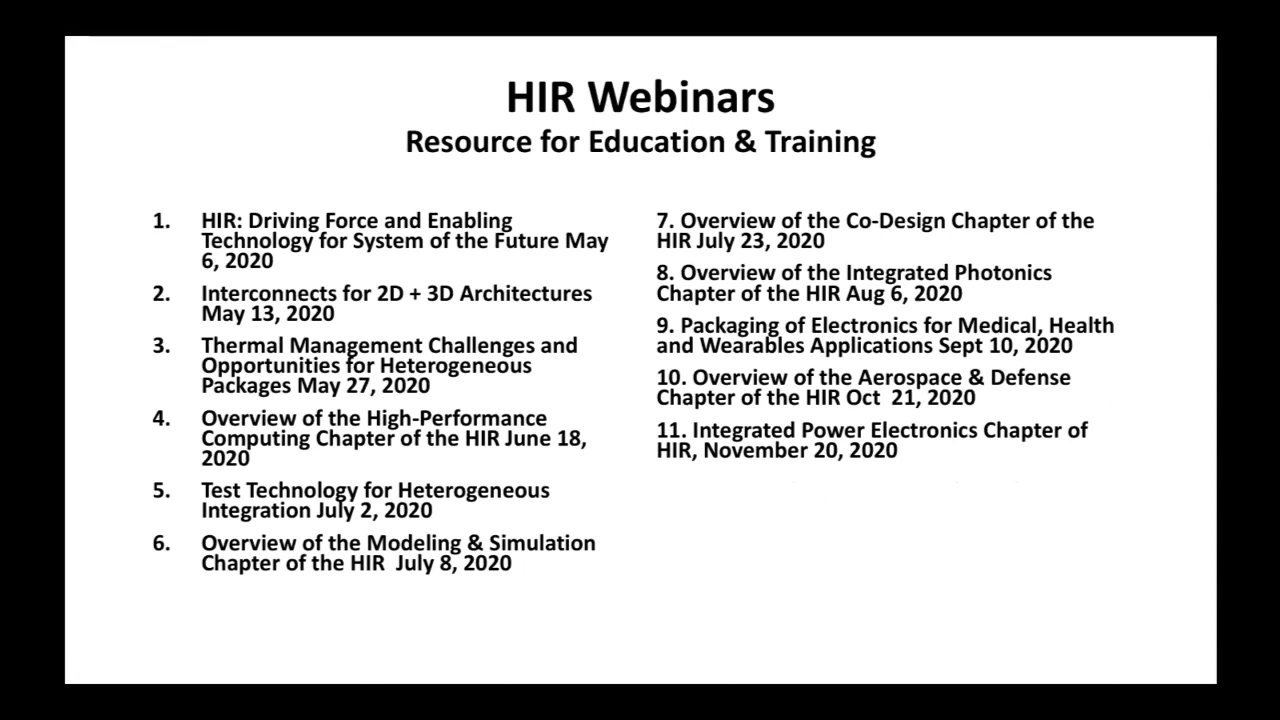 HIR Webinars
Resource for Education & Training
1. HIR: Driving Force and Enabling
Technology for System of the Future May
6, 2020
2. Interconnects for 2D + 3D Architectures
May 13, 2020
3. Thermal Management Challenges and
Opportunities for Heterogeneous
Packages May 27, 2020
4. Overview of the High-Performance
Computing Chapter of the HIR June 18,
2020
5. Test Technology for Heterogeneous
Integration July 2, 2020
6. Overview of the Modeling & Simulation
Chapter of the HIR July 8, 2020
7. Overview of the Co-Design Chapter of the
HIR July 23, 2020
8. Overview of the Integrated Photonics
Chapter of the HIR Aug 6, 2020
9. Packaging of Electronics for Medical, Health
and Wearables Applications Sept 10, 2020
10. Overview of the Aerospace & Defense
Chapter of the HIR Oct 21, 2020
11. Integrated Power Electronics Chapter of
HIR, November 20, 2020